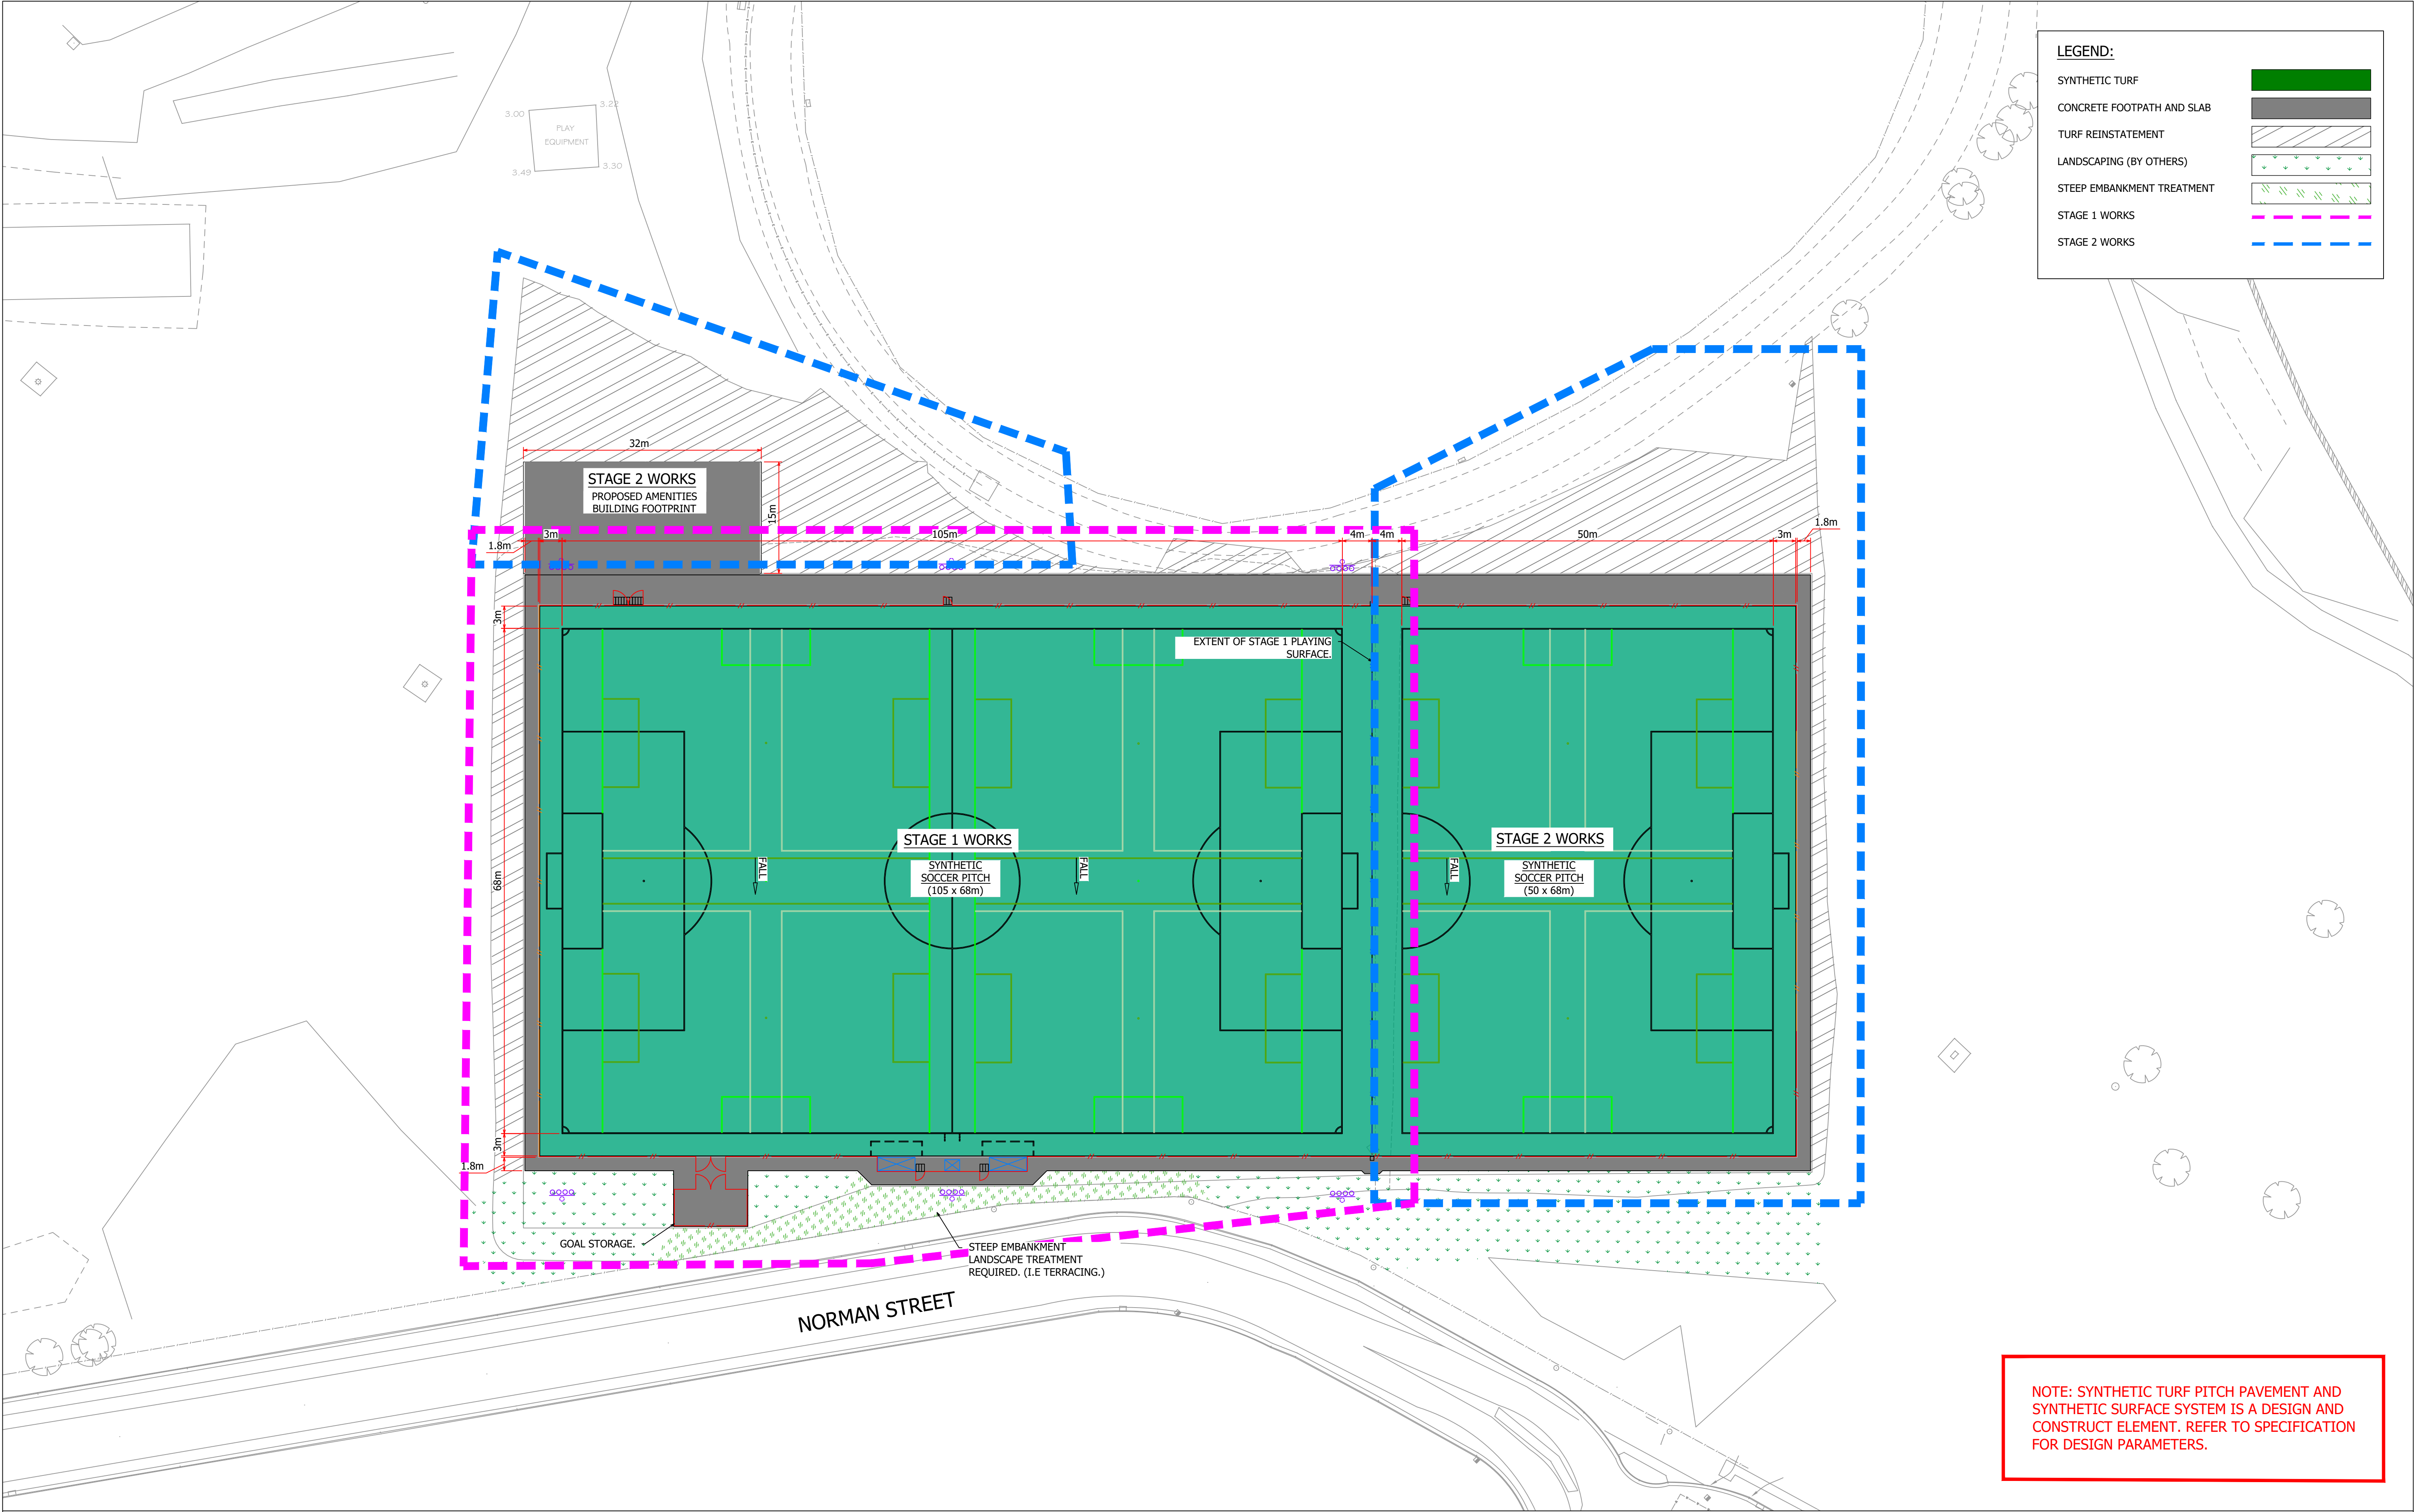 LEGEND:
SYNTHETIC TURF
CONCRETE FOOTPATH AND SLAB
TURF REINSTATEMENT
LANDSCAPING (BY OTHERS)
STEEP EMBANKMENT TREATMENT
STAGE 1 WORKS
STAGE 2 WORKS
3.00
3.22
PLAY
EQUIPMENT
3.49
3.30
32m
STAGE 2 WORKS
PROPOSED AMENITIES
BUILDING FOOTPRINT
15m
1.8m
3m
105m
4m
4m
50m
3m
1.8m
3m
EXTENT OF STAGE 1 PLAYING
SURFACE.
STAGE 1 WORKS
SYNTHETIC
SOCCER PITCH
(105 x 68m)
FALL
FALL
STAGE 2 WORKS
SYNTHETIC
SOCCER PITCH
(50 x 68m)
FALL
68m
3m
1.8m
GOAL STORAGE.
STEEP EMBANKMENT
LANDSCAPE TREATMENT
REQUIRED. (I.E TERRACING.)
NORMAN STREET
NOTE: SYNTHETIC TURF PITCH PAVEMENT AND
SYNTHETIC SURFACE SYSTEM IS A DESIGN AND
CONSTRUCT ELEMENT. REFER TO SPECIFICATION
FOR DESIGN PARAMETERS.